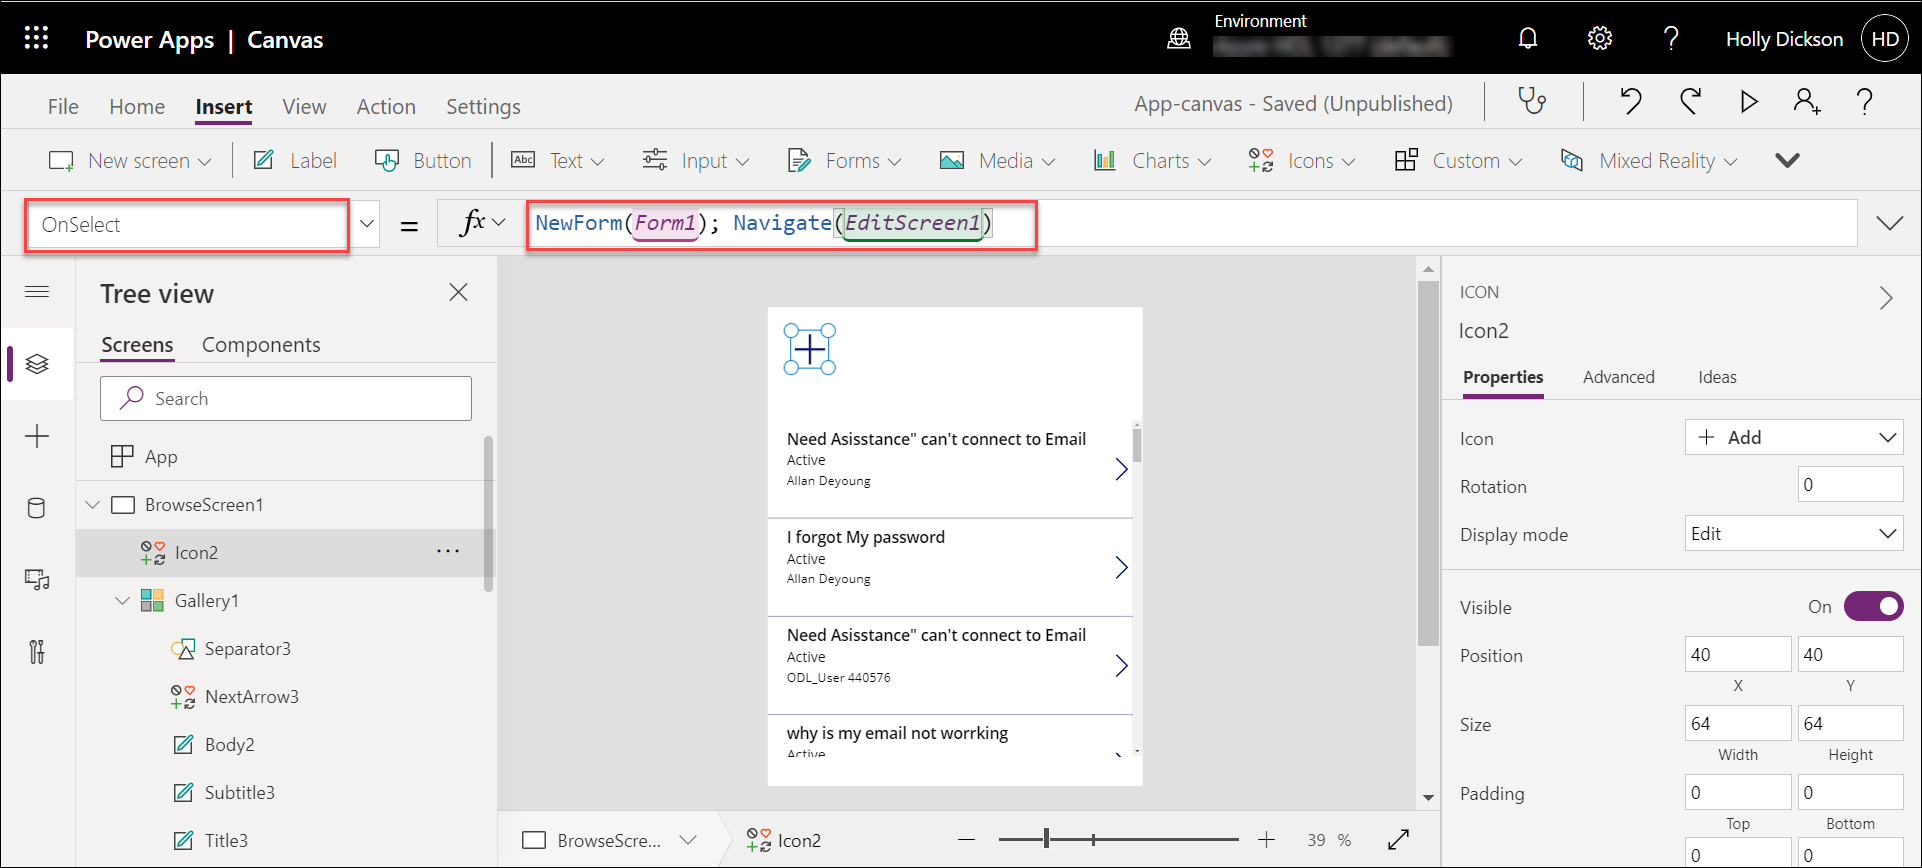 Power Apps | Canvas
Environment
Holly Dickson
HD
File Home Insert View Action Settings
App-canvas - Saved (Unpublished)
New screen Label Button Abc Text Input Forms Media Charts Icons Custom Mixed Reality
OnSelect = fx NewForm(Form1); Navigate(EditScreen1)
Tree view
Screens Components
Search
App
BrowseScreen1
Icon2
Gallery1
Separator3
NextArrow3
Body2
Subtitle3
Title3
Need Asisstance" can't connect to Email
Active
Allan Deyoung
I forgot My password
Active
Allan Deyoung
Need Asisstance" can't connect to Email
Active
ODL_User 440576
why is my email not worrking
Active
BrowseScre...
Icon2
39 %
ICON
Icon2
Properties Advanced Ideas
Icon Add
Rotation 0
Display mode Edit
Visible On
Position 40 40
X Y
Size 64 64
Width Height
Padding 0 0
Top Bottom
0 0